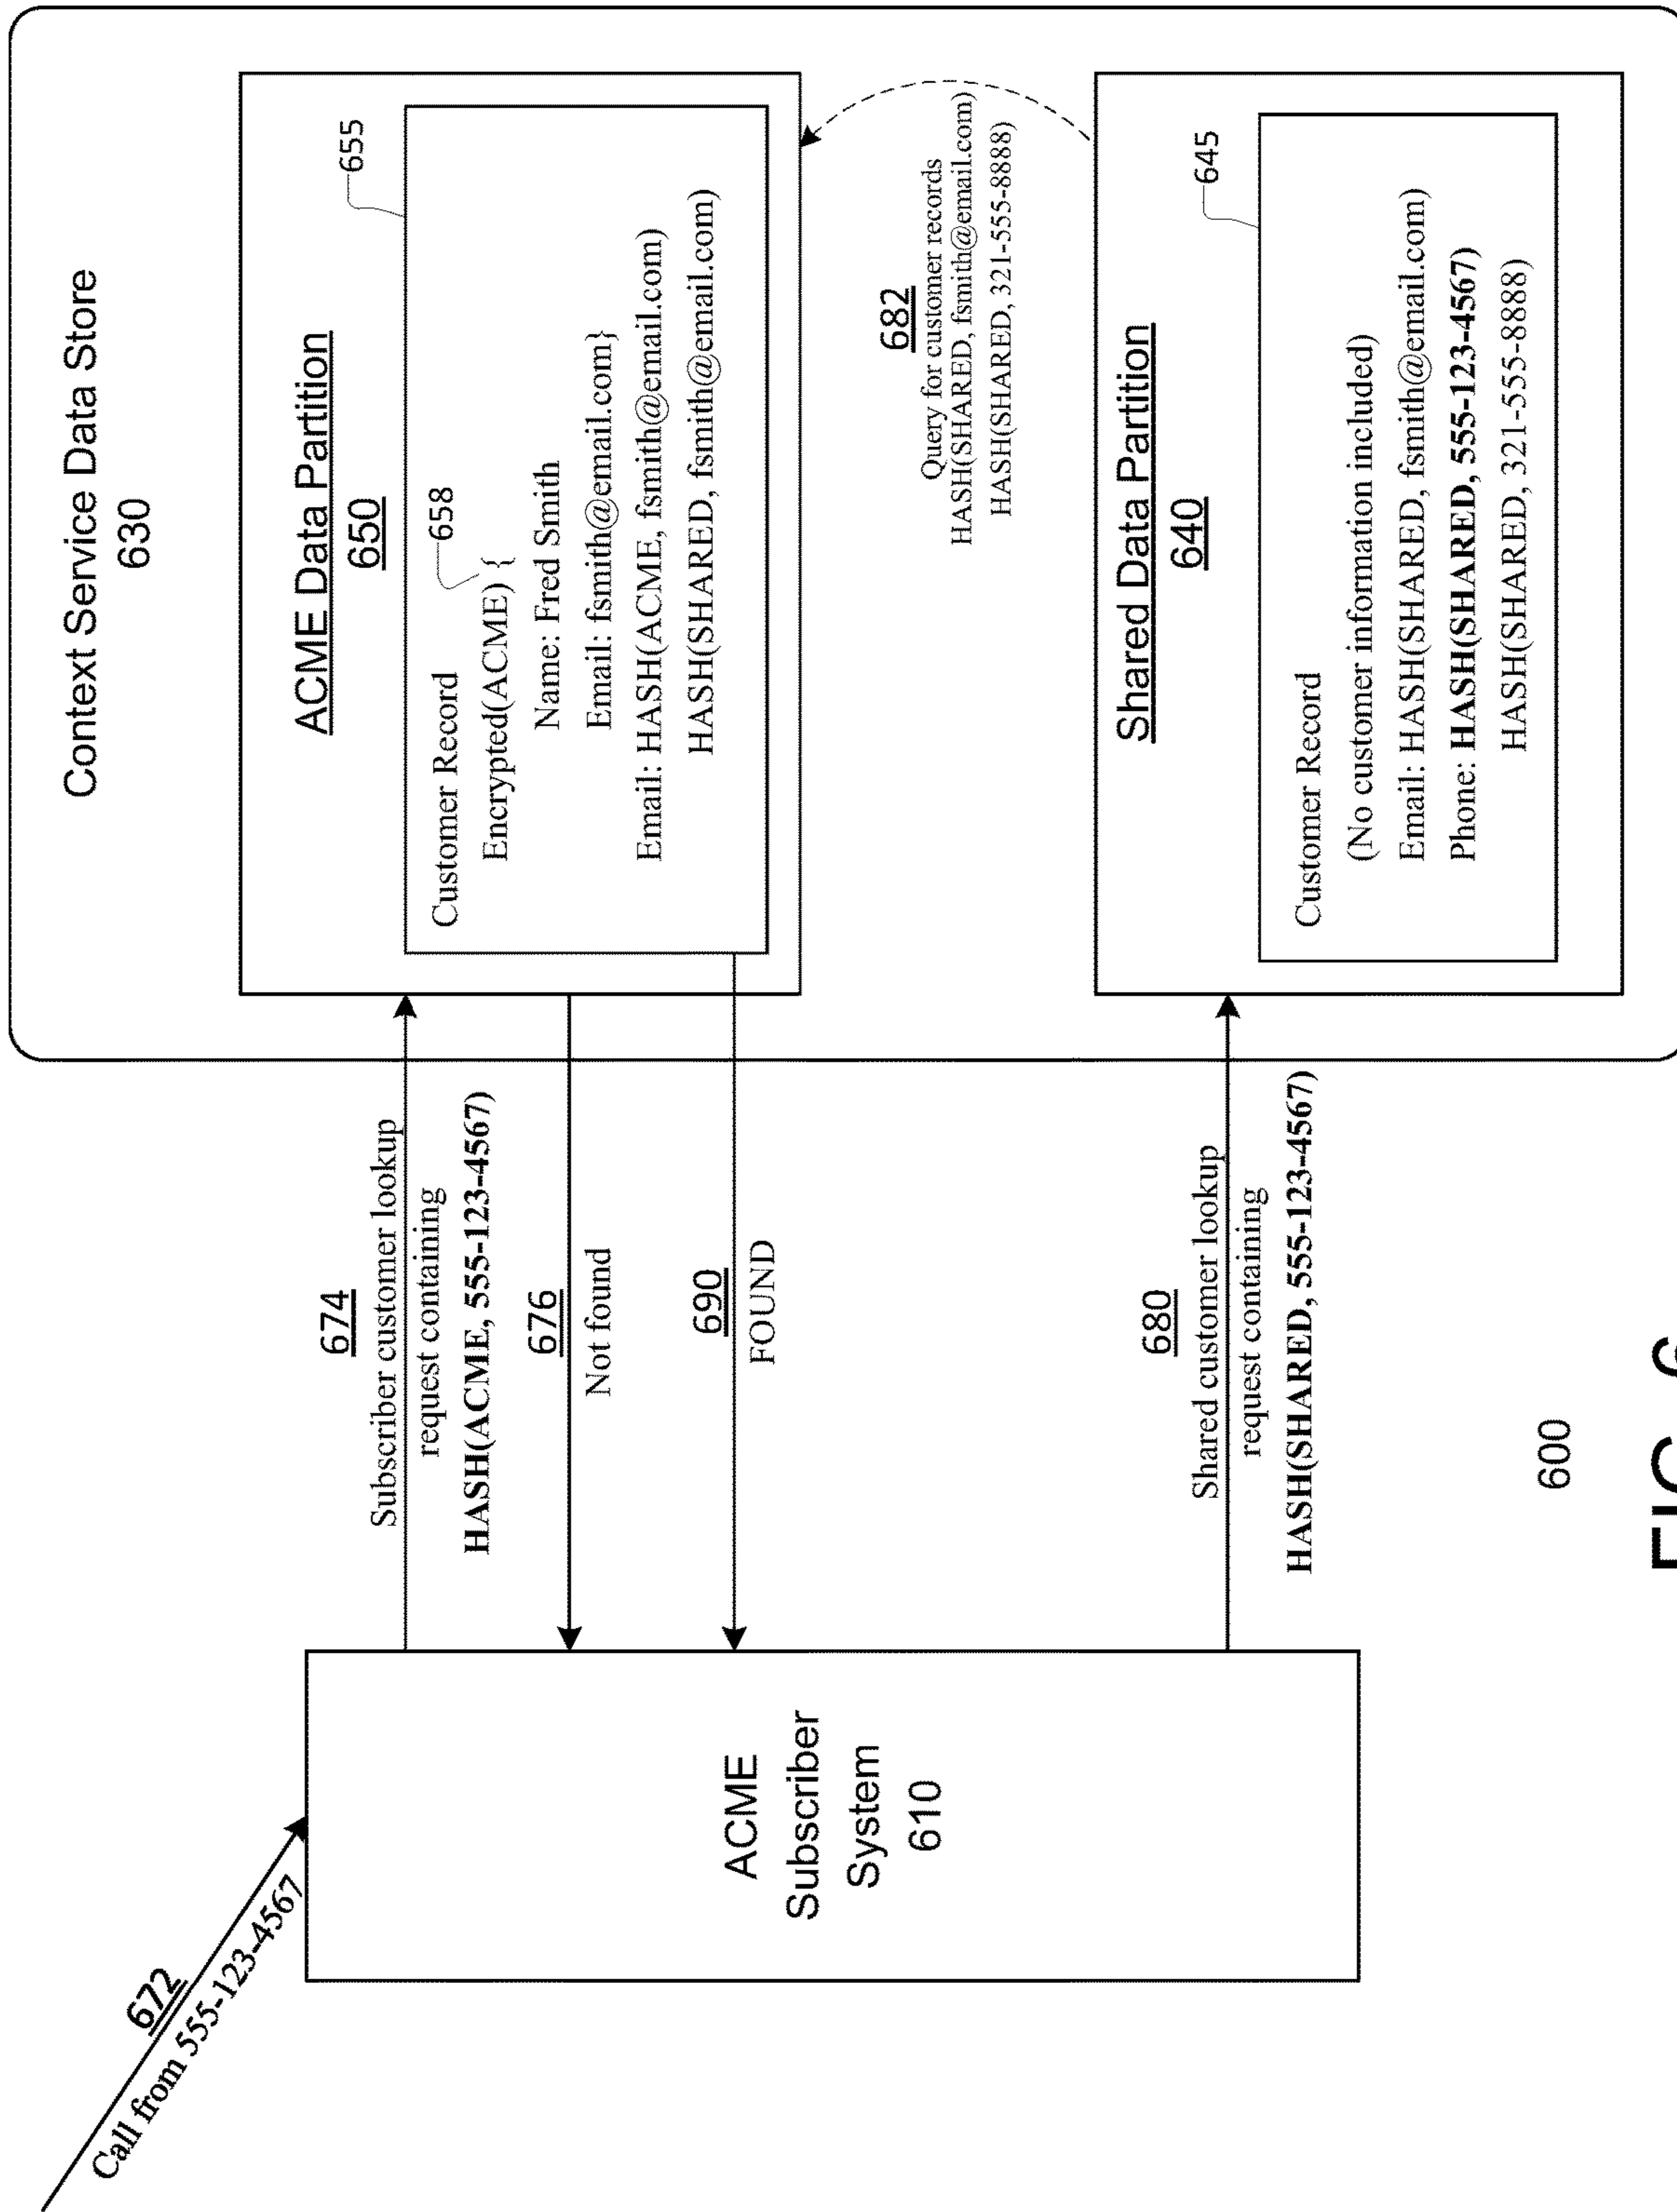 Context Service Data Store
630
ACME Data Partition
650
655
Customer Record
Encrypted(ACME) {
658
Name: Fred Smith
Email: fsmith@email.com}
Email: HASH(ACME, fsmith@email.com)
HASH(SHARED, fsmith@email.com)
682
Query for customer records
HASH(SHARED, fsmith@email.com)
HASH(SHARED, 321-555-8888)
Shared Data Partition
640
645
Customer Record
(No customer information included)
Email: HASH(SHARED, fsmith@email.com)
Phone: HASH(SHARED, 555-123-4567)
HASH(SHARED, 321-555-8888)
672
Call from 555-123-4567
674
Subscriber customer lookup
request containing
HASH(ACME, 555-123-4567)
676
Not found
690
FOUND
680
Shared customer lookup
request containing
HASH(SHARED, 555-123-4567)
ACME
Subscriber
System
610
600